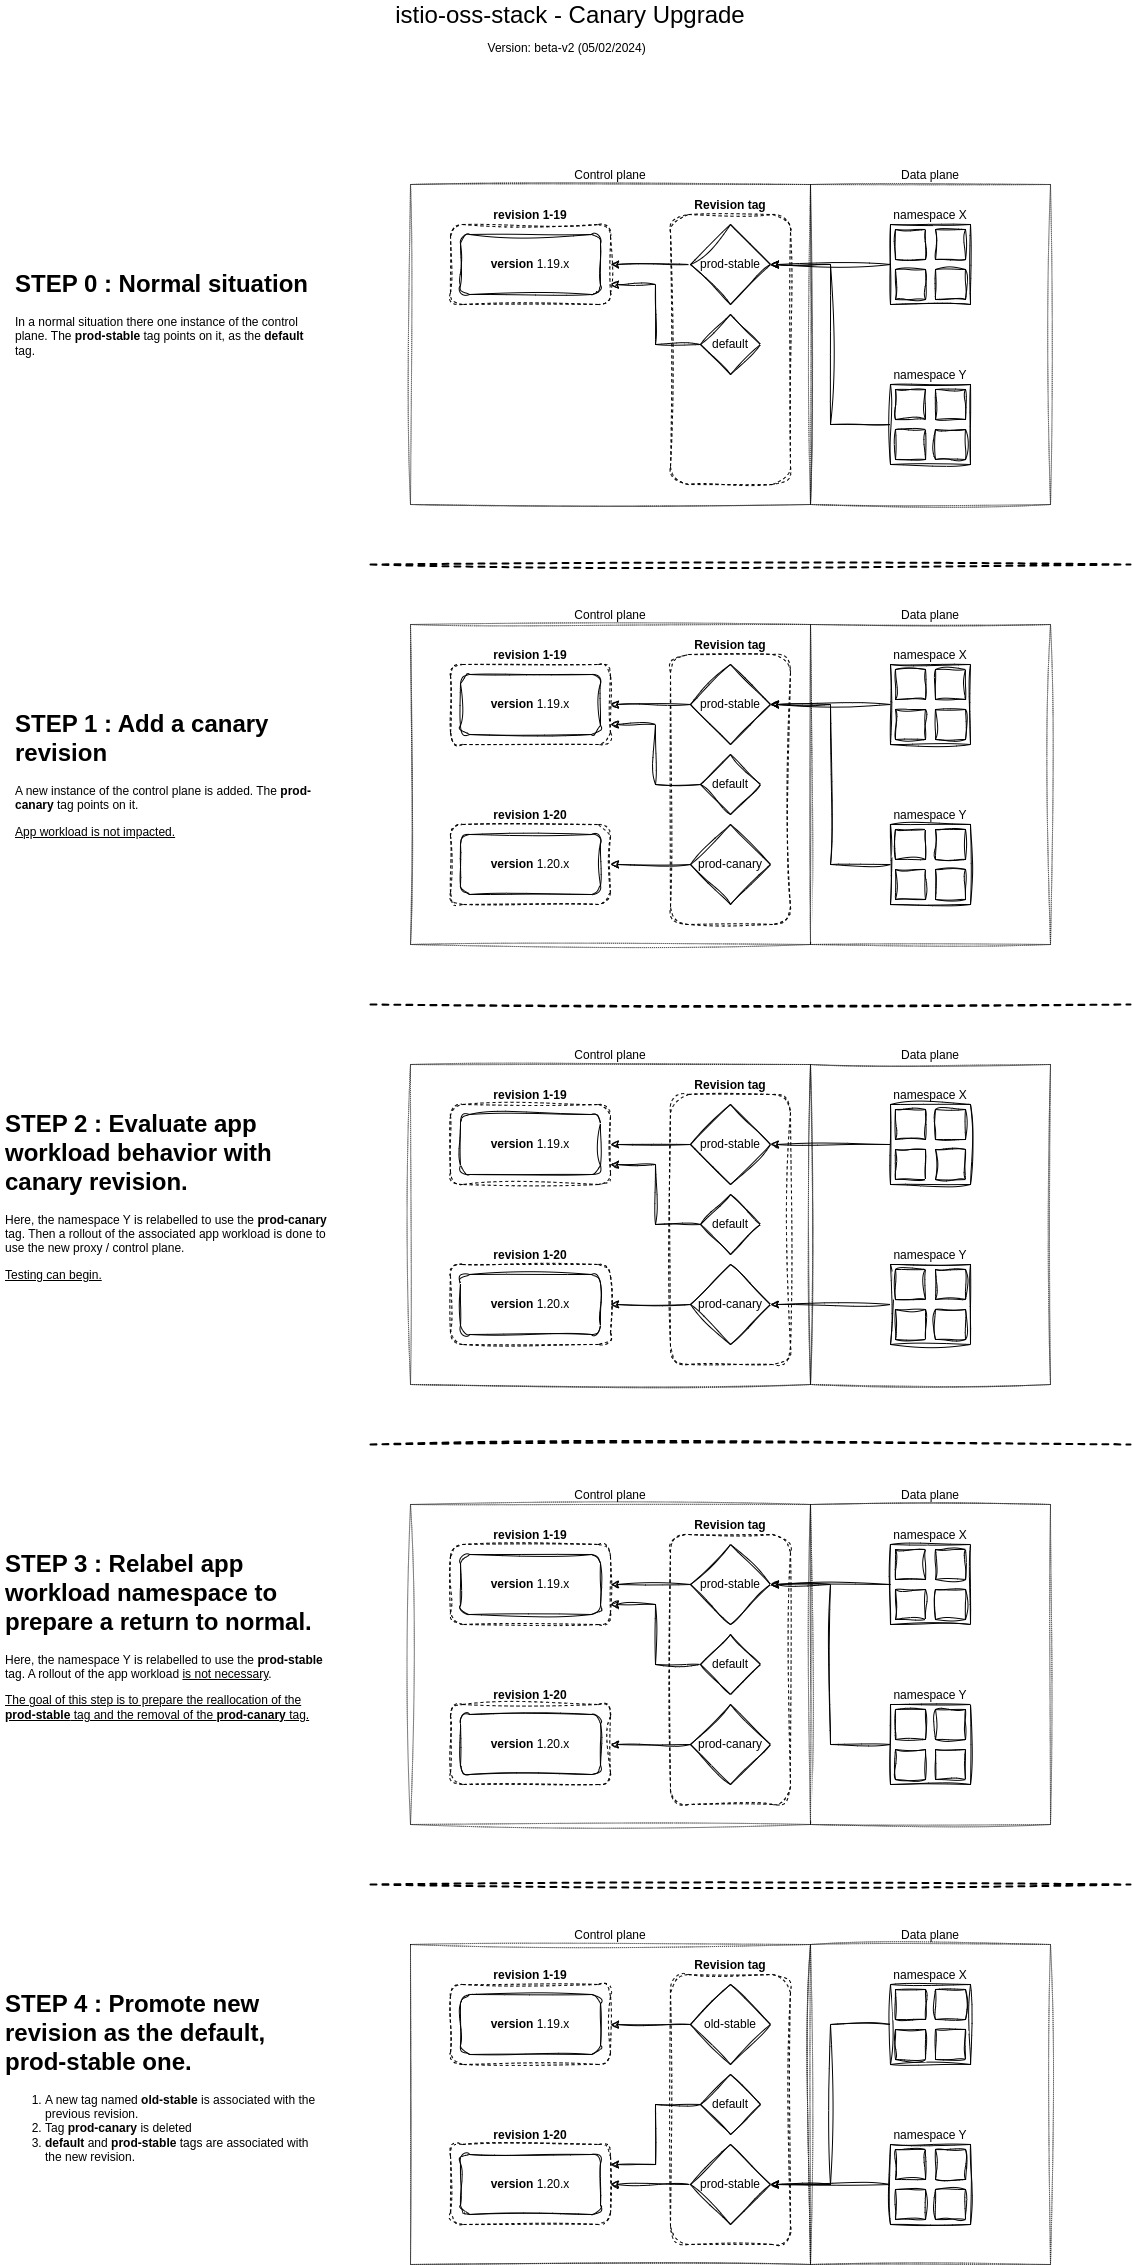 istio-oss-stack - Canary Upgrade
Version: beta-v2 (05/02/2024)
STEP 0 : Normal situation
In a normal situation there one instance of the control
plane. The prod-stable tag points on it, as the default
tag.
Control plane
Data plane
revision 1-19
Revision tag
namespace X
version 1.19.x
prod-stable
default
namespace Y
STEP 1 : Add a canary
revision
A new instance of the control plane is added. The prod-
canary tag points on it.
App workload is not impacted.
Control plane
Data plane
revision 1-19
Revision tag
namespace X
version 1.19.x
prod-stable
default
revision 1-20
namespace Y
version 1.20.x
prod-canary
STEP 2 : Evaluate app
workload behavior with
canary revision.
Here, the namespace Y is relabelled to use the prod-canary
tag. Then a rollout of the associated app workload is done to
use the new proxy / control plane.
Testing can begin.
Control plane
Data plane
revision 1-19
Revision tag
namespace X
version 1.19.x
prod-stable
default
revision 1-20
namespace Y
version 1.20.x
prod-canary
STEP 3 : Relabel app
workload namespace to
prepare a return to normal.
Here, the namespace Y is relabelled to use the prod-stable
tag. A rollout of the app workload is not necessary.
The goal of this step is to prepare the reallocation of the
prod-stable tag and the removal of the prod-canary tag.
Control plane
Data plane
revision 1-19
Revision tag
namespace X
version 1.19.x
prod-stable
default
revision 1-20
namespace Y
version 1.20.x
prod-canary
STEP 4 : Promote new
revision as the default,
prod-stable one.
1. A new tag named old-stable is associated with the
previous revision.
2. Tag prod-canary is deleted
3. default and prod-stable tags are associated with
the new revision.
Control plane
Data plane
revision 1-19
Revision tag
namespace X
version 1.19.x
old-stable
default
revision 1-20
namespace Y
version 1.20.x
prod-stable